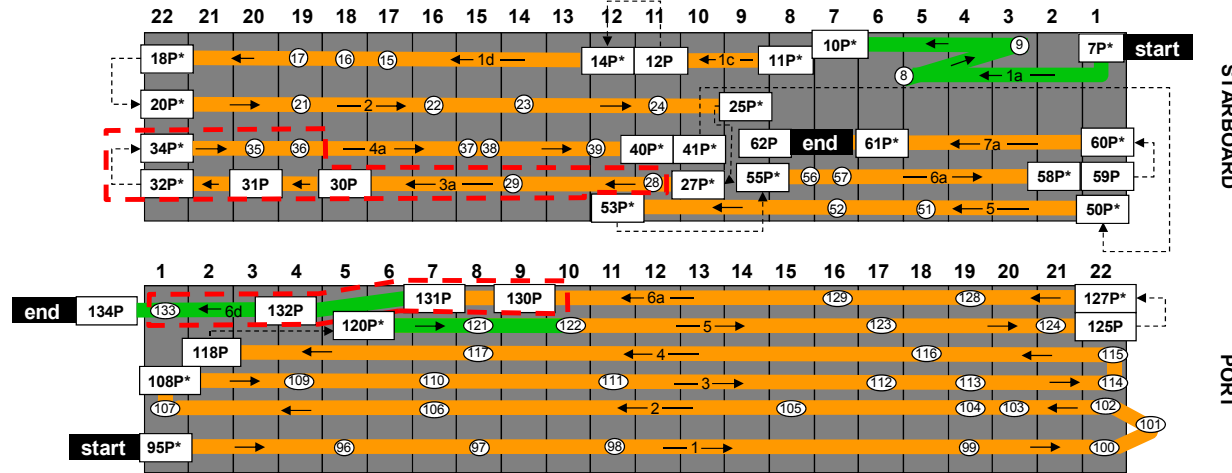 22 21 20 19 18 17 16 15 14 13 12 11 10 9 8 7 6 5 4 3 2 1
18P* 17 16 15 1d 14P* 12P 1c 11P* 10P* 9 7P* start
8 1a
20P* 21 2 22 23 24 25P*
34P* 35 36 4a 37 38 39 40P* 41P* 62P end 61P* 7a 60P*
32P* 31P 30P 3a 29 28 27P* 55P* 56 57 6a 58P* 59P
53P* 52 51 5 50P*
STARBOARD
1 2 3 4 5 6 7 8 9 10 11 12 13 14 15 16 17 18 19 20 21 22
end 134P 133 6d 132P 131P 130P 6a 129 128 127P*
120P* 121 122 5 123 124 125P
118P 117 4 116 115
108P* 109 110 111 3 112 113 114
107 106 2 105 104 103 102
101
start 95P* 96 97 98 1 99 100
PORT